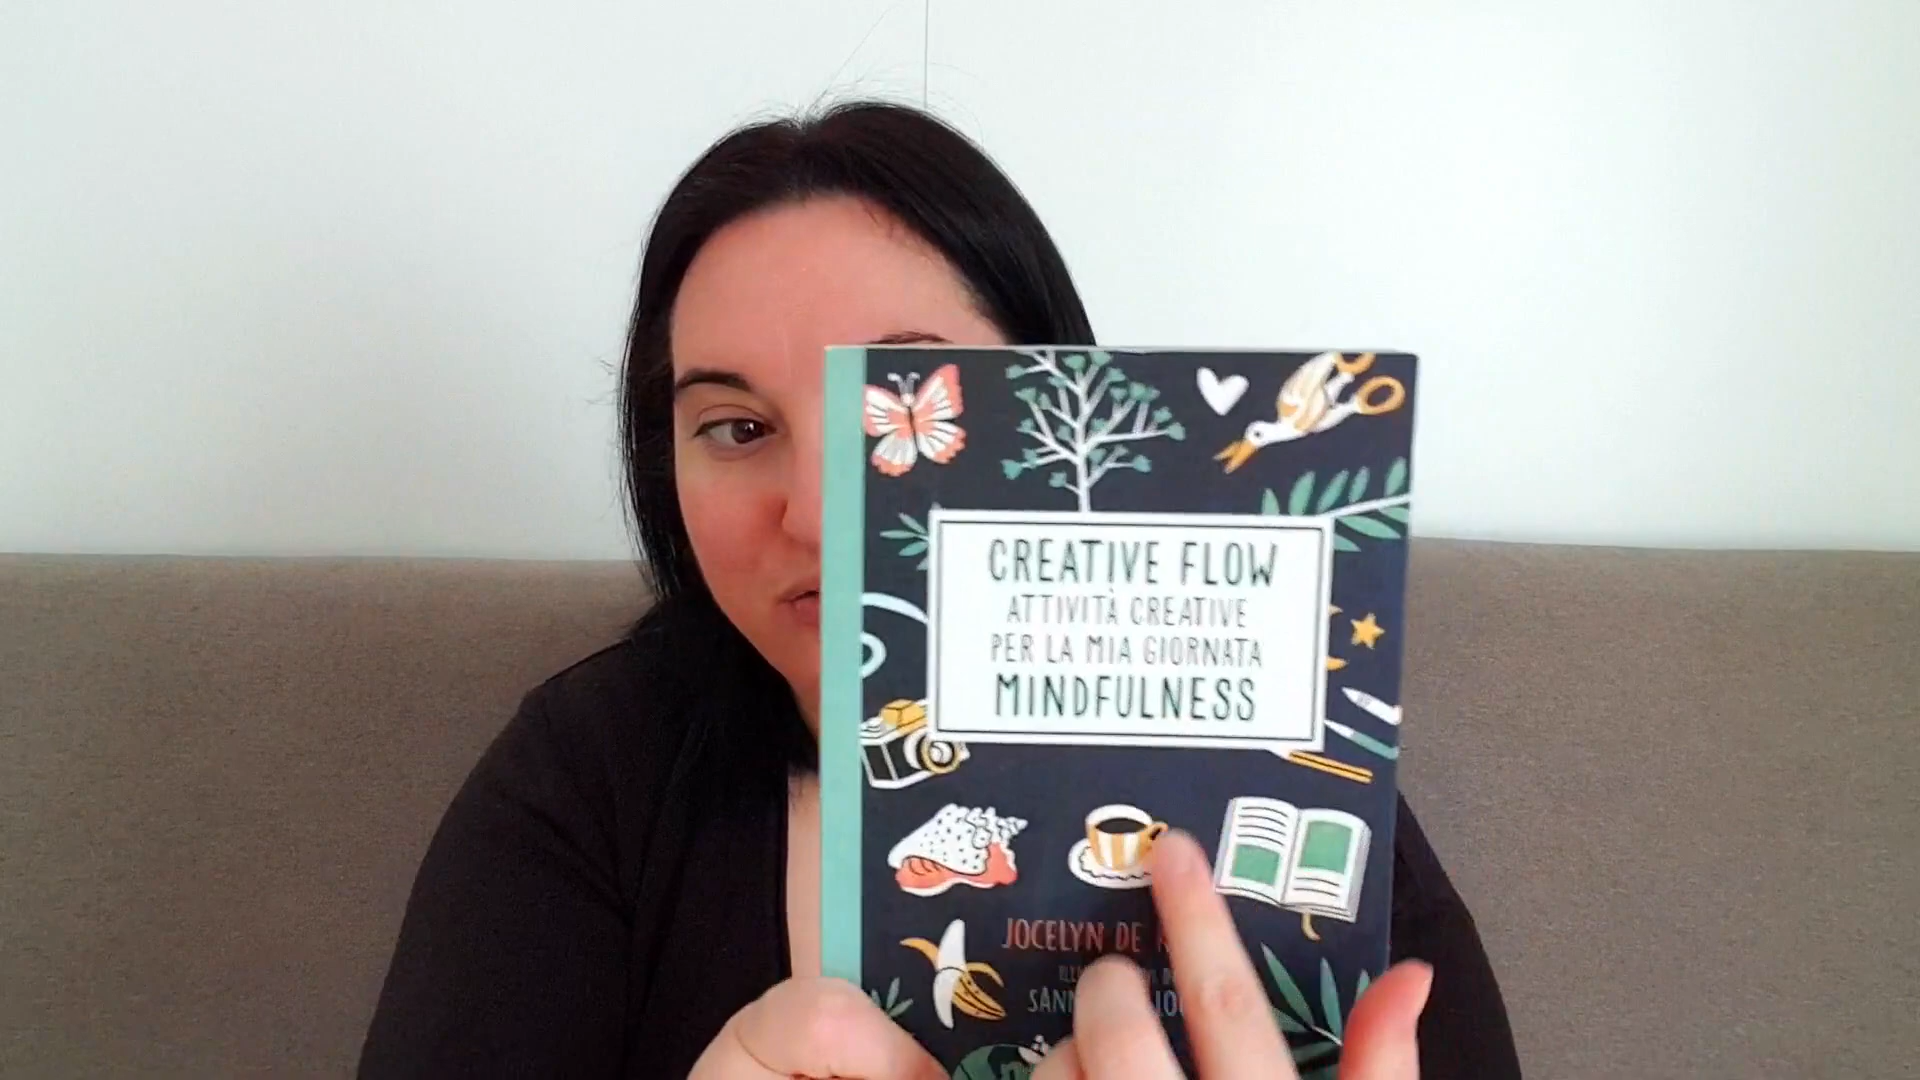 CREATIVE FLOW
ATTIVITÀ CREATIVE
PER LA MIA GIORNATA
MINDFULNESS
JOCELYN DE